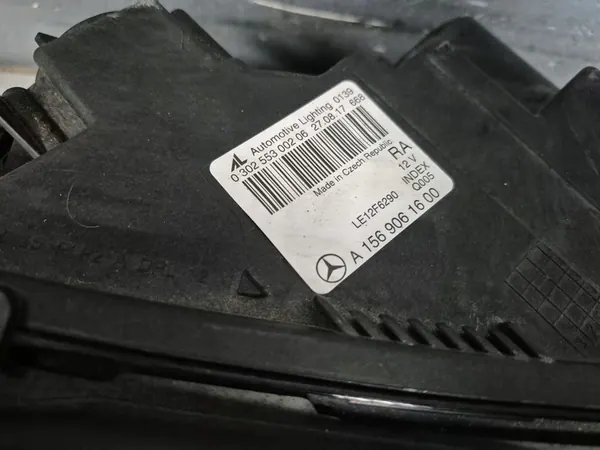 AL Automotive Lighting 0139
0 302 553 002 06 27.08.17 668
Made in Czech Republic
RA
12 V
INDEX
Q005
LE12F6290
A 156 906 16 00